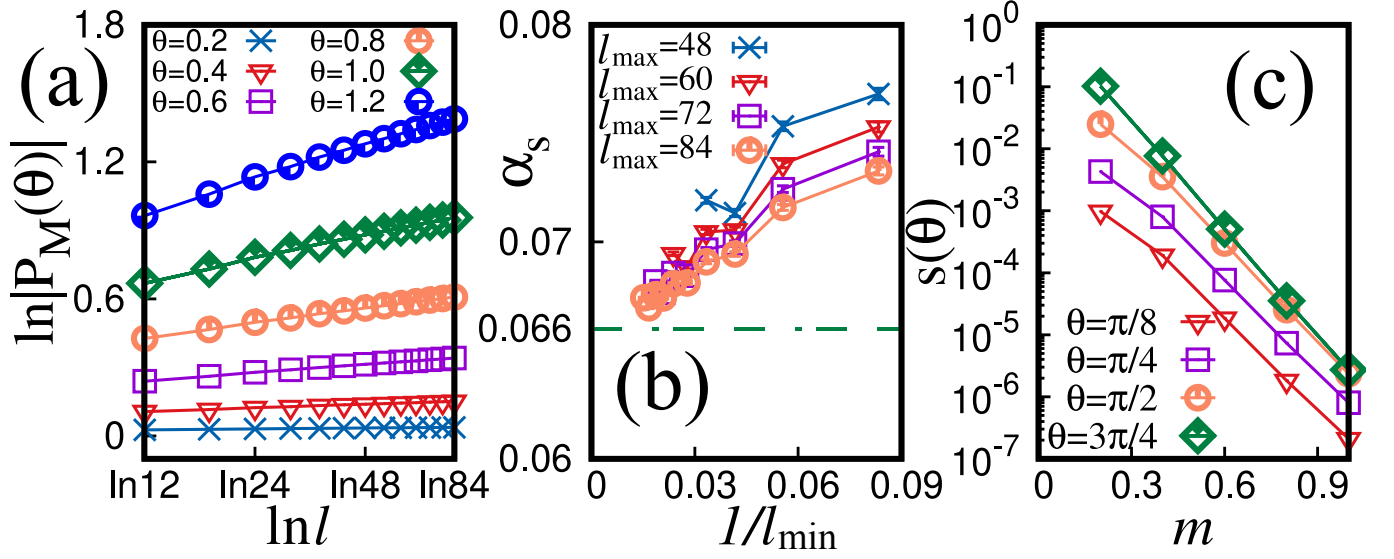 (a)
ln|P_M(θ)|
1.8
1.2
0.6
0
θ=0.2
θ=0.4
θ=0.6
θ=0.8
θ=1.0
θ=1.2
ln12 ln24 ln48 ln84
lnl
(b)
α_s
0.08
0.07
0.066
0.06
l_max=48
l_max=60
l_max=72
l_max=84
0 0.03 0.06 0.09
1/l_min
(c)
s(θ)
10^0
10^-1
10^-2
10^-3
10^-4
10^-5
10^-6
10^-7
θ=π/8
θ=π/4
θ=π/2
θ=3π/4
0 0.3 0.6 0.9
m